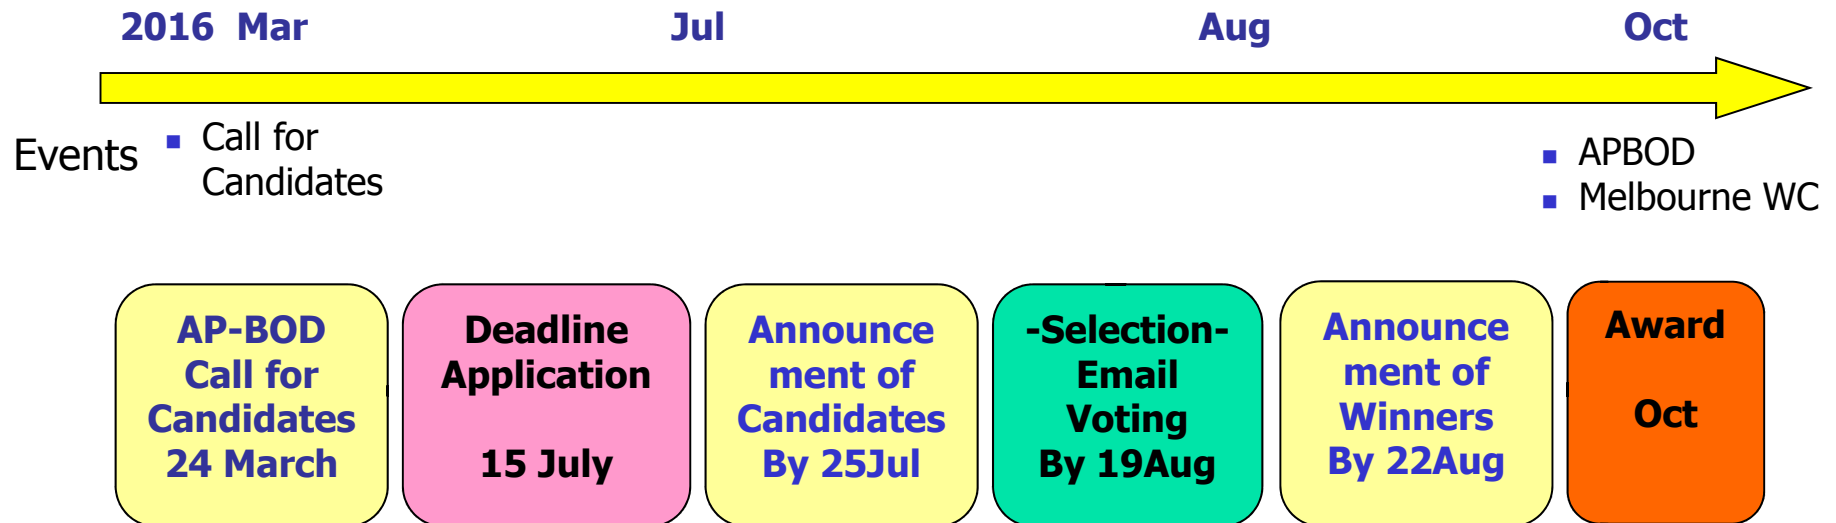 2016 Mar
Jul
Aug
Oct
Events
Call for
Candidates
APBOD
Melbourne WC
AP-BOD
Call for
Candidates
24 March
Deadline
Application
15 July
Announce
ment of
Candidates
By 25Jul
-Selection-
Email
Voting
By 19Aug
Announce
ment of
Winners
By 22Aug
Award
Oct